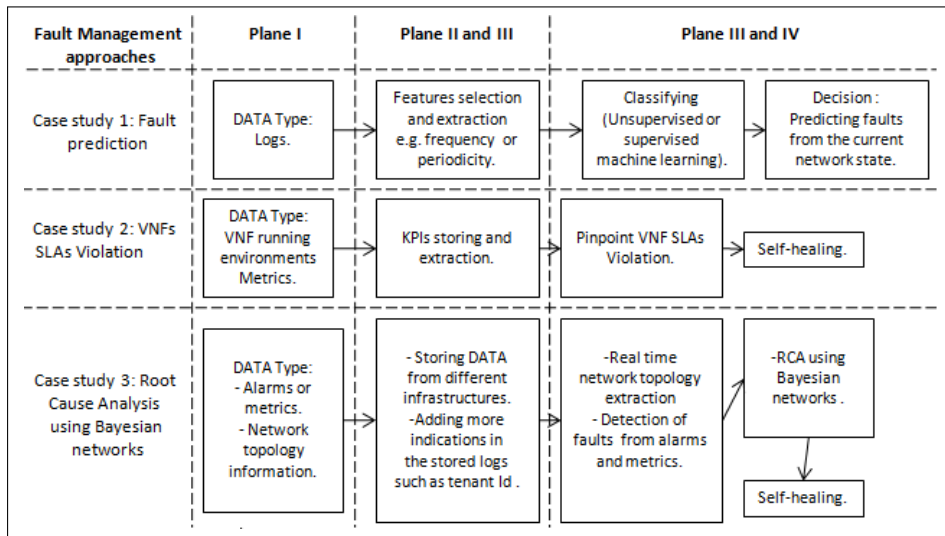 Fault Management
approaches
Plane I
Plane II and III
Plane III and IV
Case study 1: Fault
prediction
DATA Type:
Logs.
Features selection
and extraction
e.g. frequency or
periodicity.
Classifying
(Unsupervised or
supervised
machine learning).
Decision :
Predicting faults
from the current
network state.
Case study 2: VNFs
SLAs Violation
DATA Type:
VNF running
environments
Metrics.
KPIs storing and
extraction.
Pinpoint VNF SLAs
Violation.
Self-healing.
Case study 3: Root
Cause Analysis
using Bayesian
networks
DATA Type:
- Alarms or
metrics.
- Network
topology
information.
- Storing DATA
from different
infrastructures.
- Adding more
indications in
the stored logs
such as tenant Id .
-Real time
network topology
extraction
- Detection of
faults from alarms
and metrics.
-RCA using
Bayesian
networks .
Self-healing.